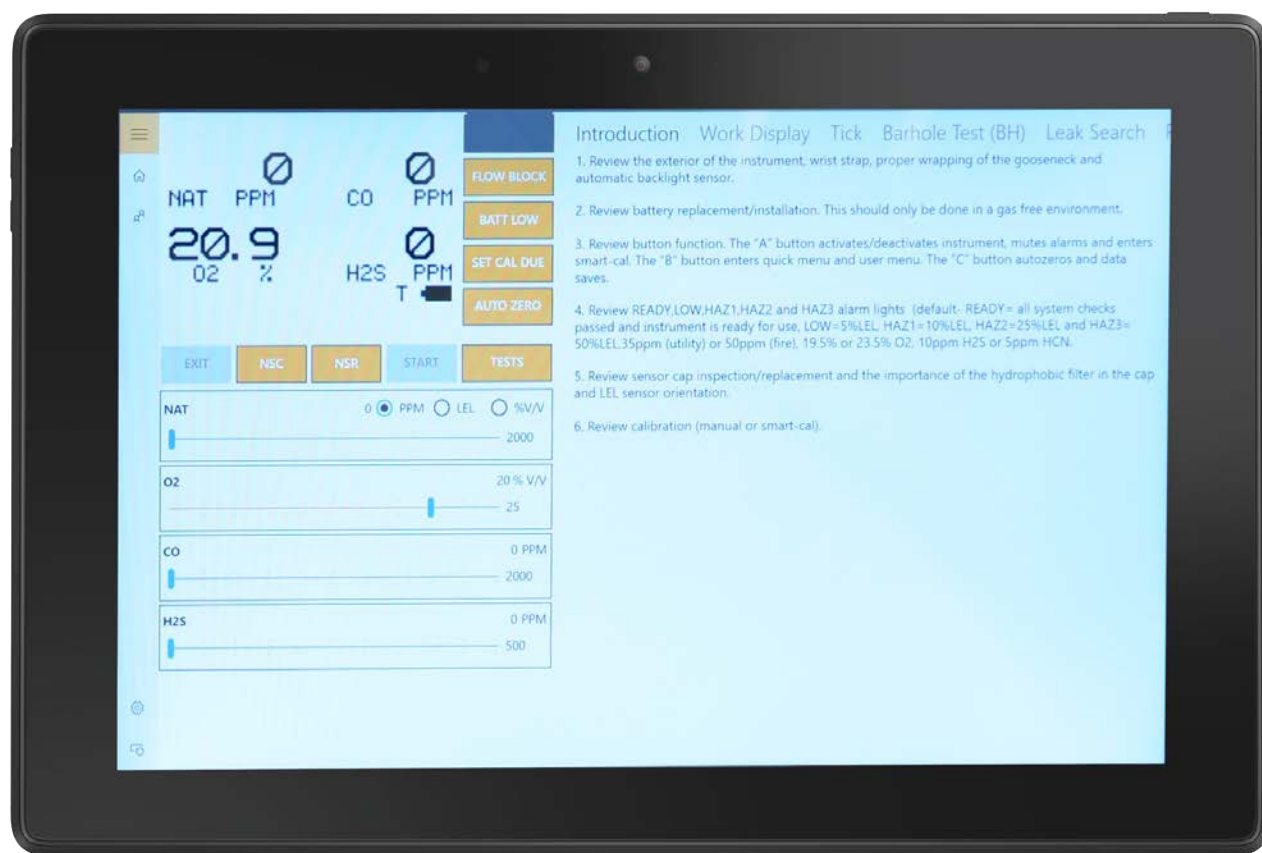 0 0
NAT PPM CO PPM
20.9 0
O2 % H2S PPM
T
FLOW BLOCK
BATT LOW
SET CAL DUE
AUTO ZERO
EXIT NSC NSR START TESTS
NAT 0 PPM LEL %V/V
2000
O2 20 % V/V
25
CO 0 PPM
2000
H2S 0 PPM
500
Introduction Work Display Tick Barhole Test (BH) Leak Search
1. Review the exterior of the instrument, wrist strap, proper wrapping of the gooseneck and
automatic backlight sensor.
2. Review battery replacement/installation. This should only be done in a gas free environment.
3. Review button function. The "A" button activates/deactivates instrument, mutes alarms and enters
smart-cal. The "B" button enters quick menu and user menu. The "C" button autozeros and data
saves.
4. Review READY,LOW,HAZ1,HAZ2 and HAZ3 alarm lights (default- READY= all system checks
passed and instrument is ready for use, LOW=5%LEL, HAZ1=10%LEL, HAZ2=25%LEL and HAZ3=
50%LEL.35ppm (utility) or 50ppm (fire), 19.5% or 23.5% O2, 10ppm H2S or 5ppm HCN.
5. Review sensor cap inspection/replacement and the importance of the hydrophobic filter in the cap
and LEL sensor orientation.
6. Review calibration (manual or smart-cal).